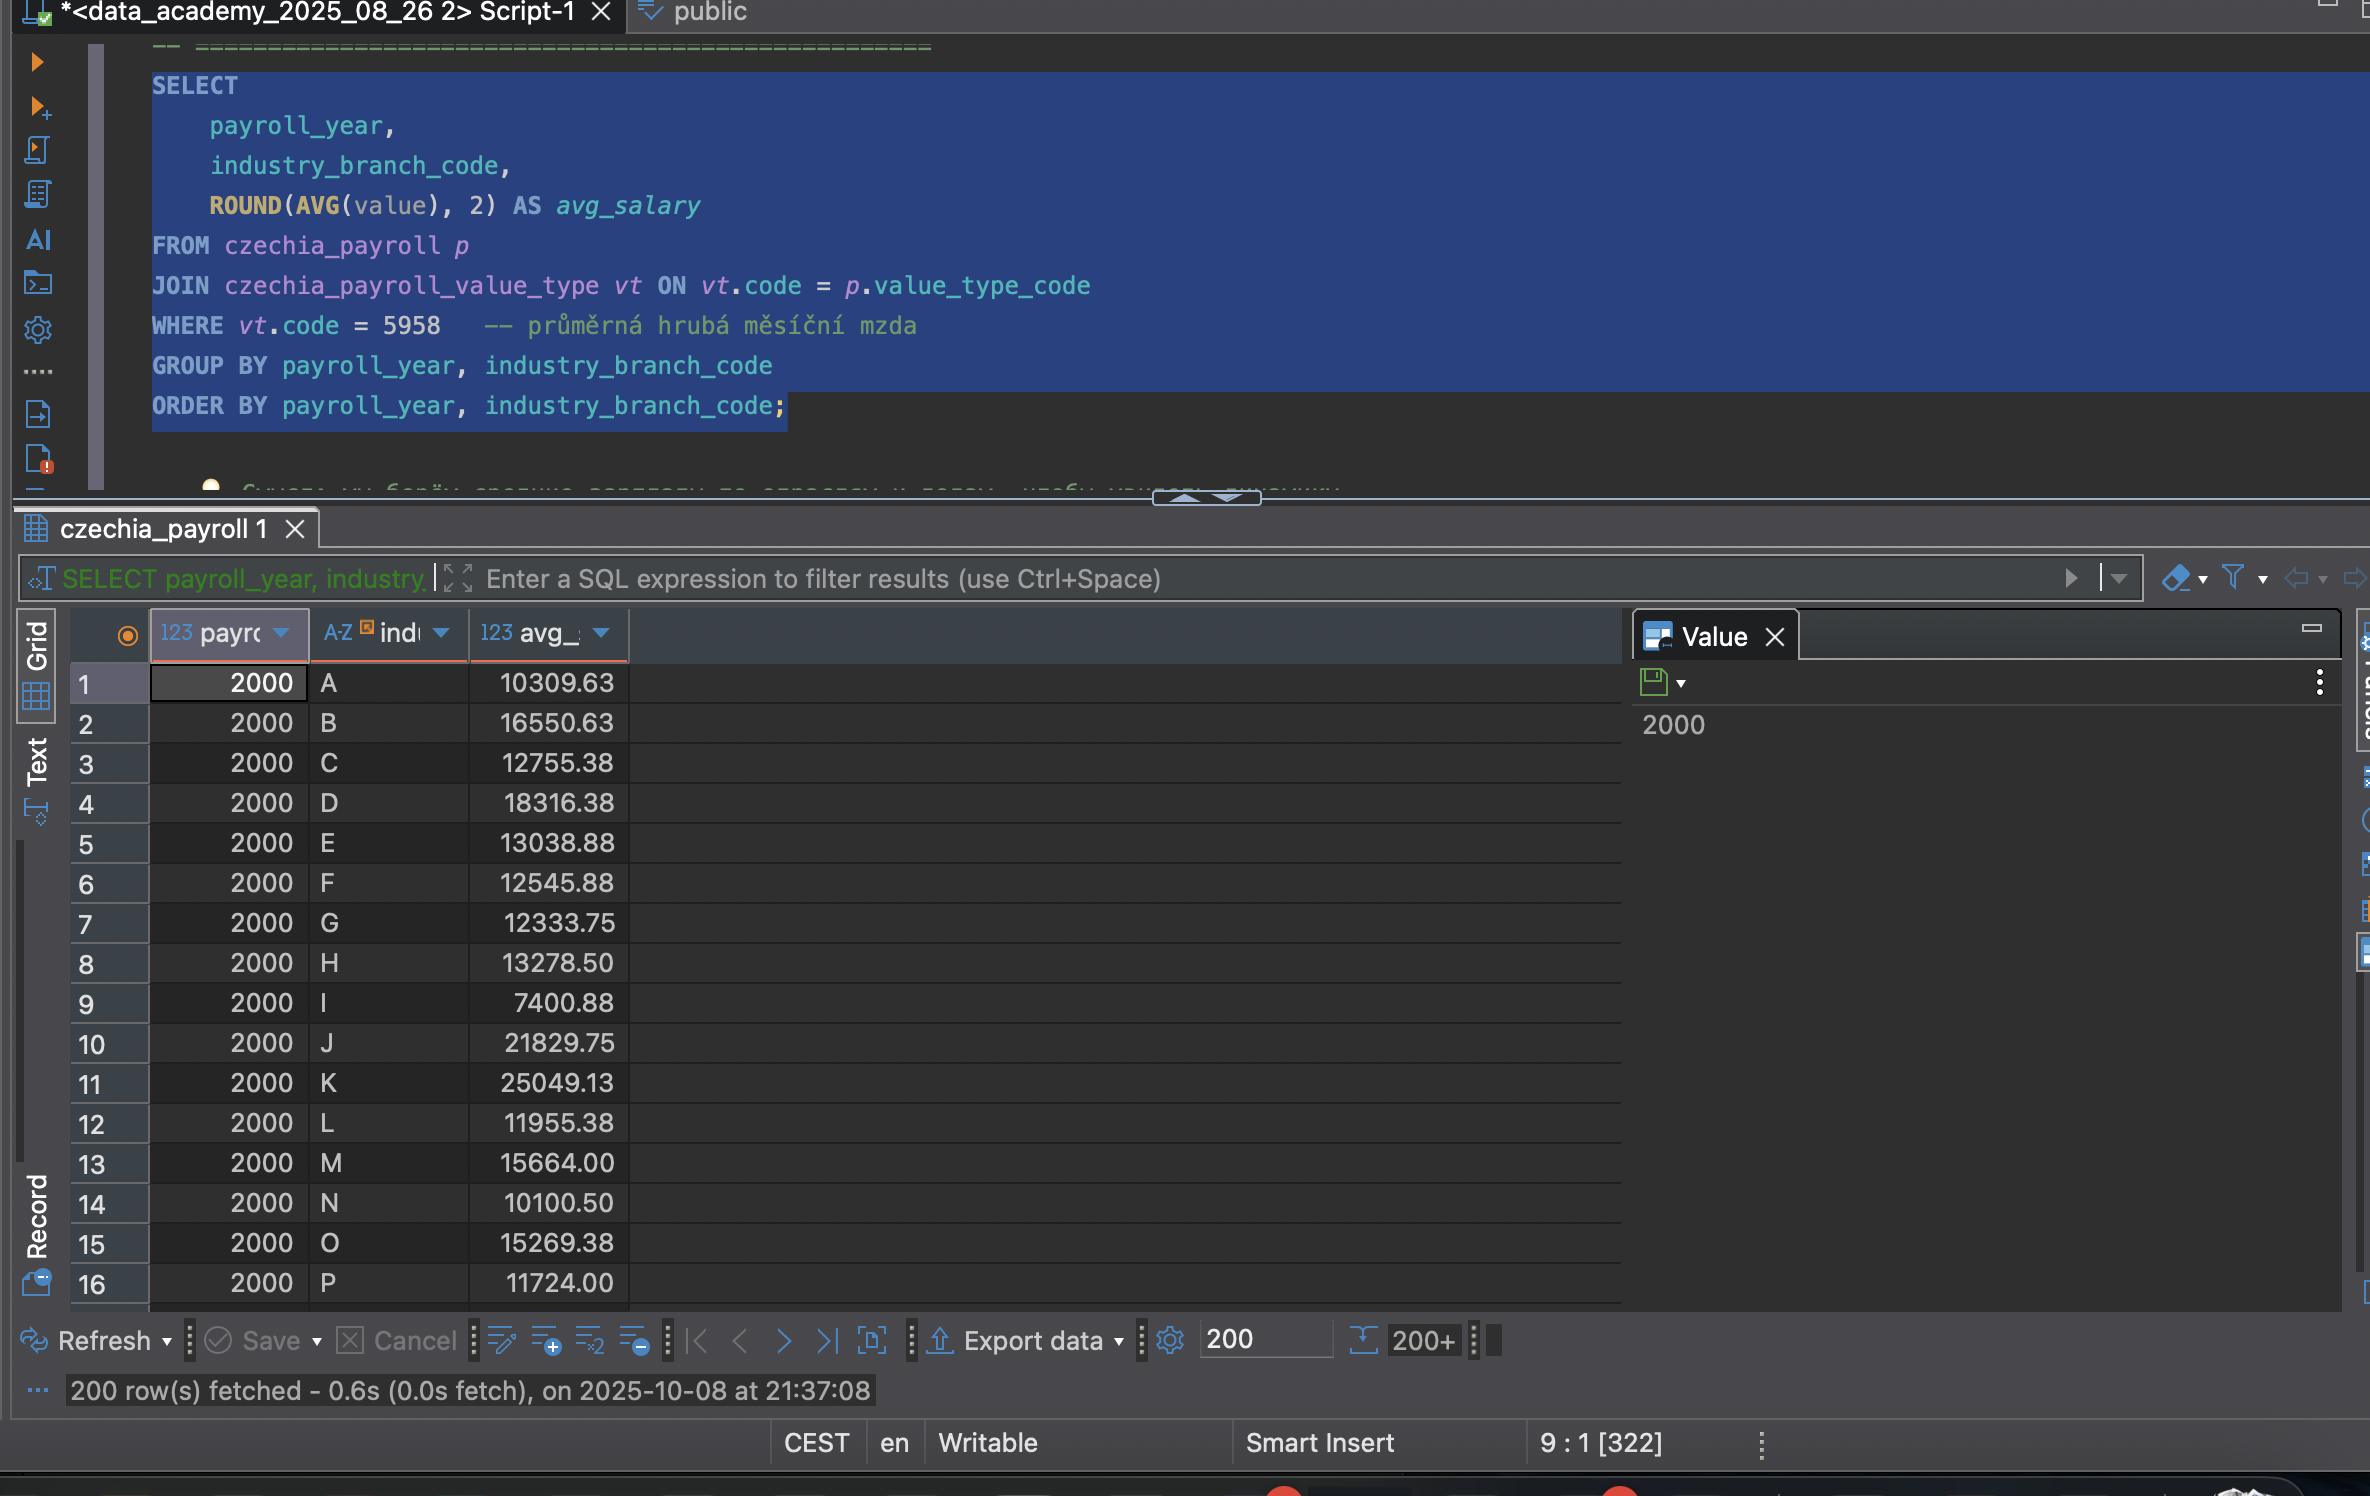 *<data_academy_2025_08_26 2> Script-1
public
-- ===================================================
SELECT
payroll_year,
industry_branch_code,
ROUND(AVG(value), 2) AS avg_salary
FROM czechia_payroll p
JOIN czechia_payroll_value_type vt ON vt.code = p.value_type_code
WHERE vt.code = 5958 -- průměrná hrubá měsíční mzda
GROUP BY payroll_year, industry_branch_code
ORDER BY payroll_year, industry_branch_code;
AI
czechia_payroll 1
SELECT payroll_year, industry
Enter a SQL expression to filter results (use Ctrl+Space)
Grid
Text
Record
123 payro
A-Z ind
123 avg_
1 2000 A 10309.63
2 2000 B 16550.63
3 2000 C 12755.38
4 2000 D 18316.38
5 2000 E 13038.88
6 2000 F 12545.88
7 2000 G 12333.75
8 2000 H 13278.50
9 2000 I 7400.88
10 2000 J 21829.75
11 2000 K 25049.13
12 2000 L 11955.38
13 2000 M 15664.00
14 2000 N 10100.50
15 2000 O 15269.38
16 2000 P 11724.00
Value
2000
Refresh
Save
Cancel
Export data
200
200+
200 row(s) fetched - 0.6s (0.0s fetch), on 2025-10-08 at 21:37:08
CEST
en
Writable
Smart Insert
9 : 1 [322]